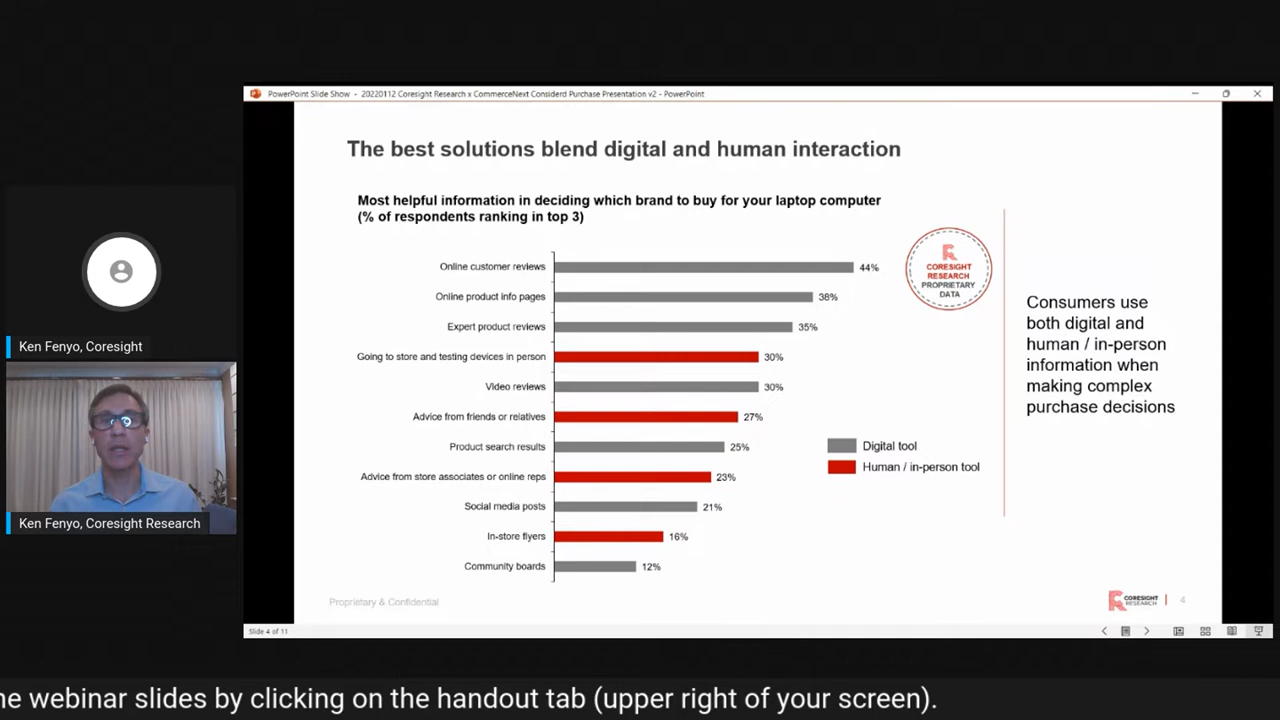 PowerPoint Slide Show - 20220112 Coresight Research x CommerceNext Considerd Purchase Presentation v2 - PowerPoint
The best solutions blend digital and human interaction
Most helpful information in deciding which brand to buy for your laptop computer
(% of respondents ranking in top 3)
Online customer reviews 44%
Online product info pages 38%
Expert product reviews 35%
Going to store and testing devices in person 30%
Video reviews 30%
Advice from friends or relatives 27%
Product search results 25%
Advice from store associates or online reps 23%
Social media posts 21%
In-store flyers 16%
Community boards 12%
Digital tool
Human / in-person tool
CORESIGHT
RESEARCH
PROPRIETARY
DATA
Consumers use
both digital and
human / in-person
information when
making complex
purchase decisions
Proprietary & Confidential
CORESIGHT
RESEARCH
4
Slide 4 of 11
Ken Fenyo, Coresight
Ken Fenyo, Coresight Research
he webinar slides by clicking on the handout tab (upper right of your screen).